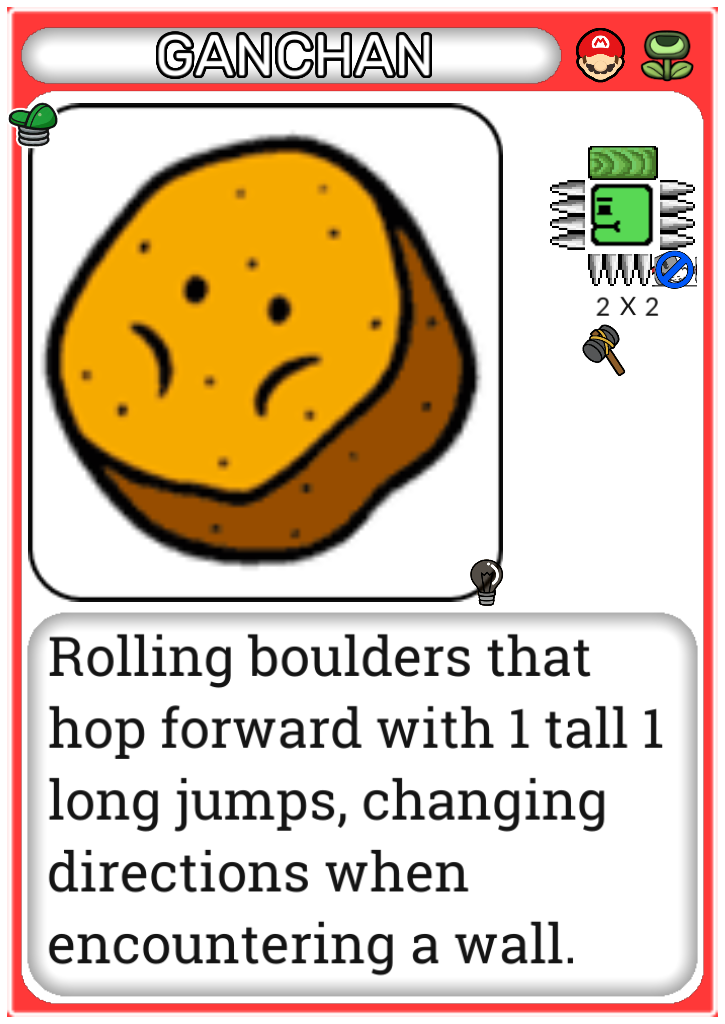 GANCHAN
2 X 2
Rolling boulders that
hop forward with 1 tall 1
long jumps, changing
directions when
encountering a wall.